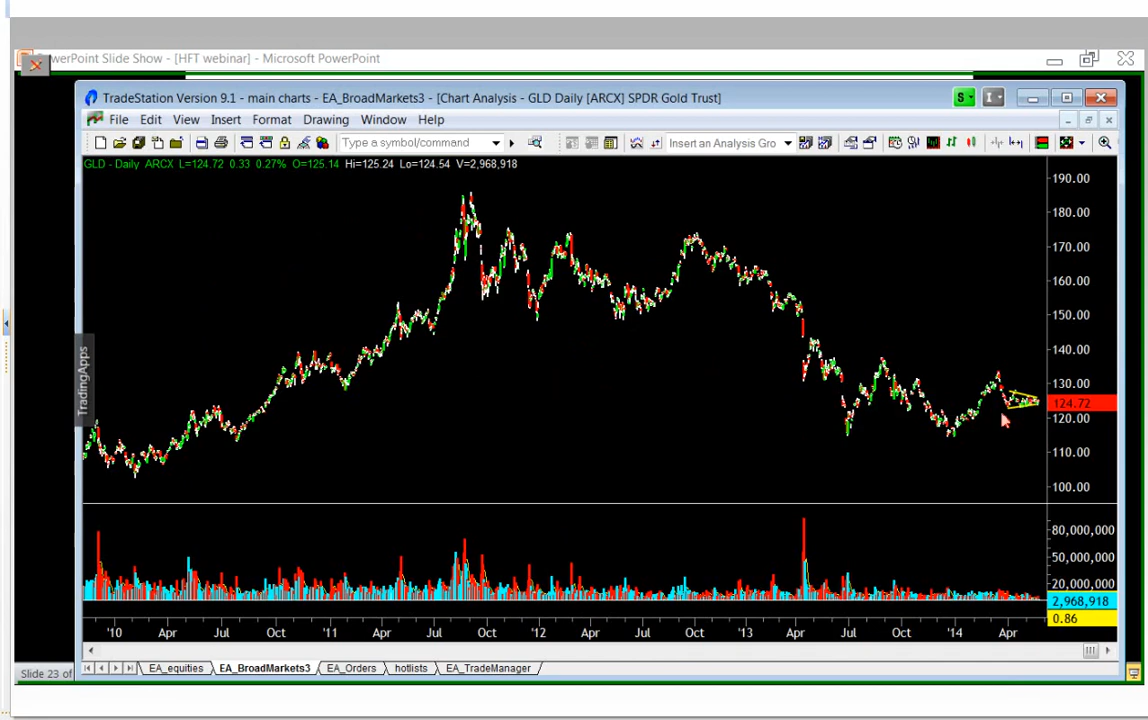 PowerPoint Slide Show - [HFT webinar] - Microsoft PowerPoint
TradeStation Version 9.1 - main charts - EA_BroadMarkets3 - [Chart Analysis - GLD Daily [ARCX] SPDR Gold Trust]
S
I
File Edit View Insert Format Drawing Window Help
Type a symbol/command
Insert an Analysis Gro
GLD - Daily ARCX L=124.72 0.33 0.27% O=125.14 Hi=125.24 Lo=124.54 V=2,968,918
190.00
180.00
170.00
160.00
150.00
140.00
130.00
124.72
120.00
110.00
100.00
TradingApps
80,000,000
50,000,000
20,000,000
2,968,918
0.86
'10 Apr Jul Oct '11 Apr Jul Oct '12 Apr Jul Oct '13 Apr Jul Oct '14 Apr
EA_equities EA_BroadMarkets3 EA_Orders hotlists EA_TradeManager
Slide 23 of